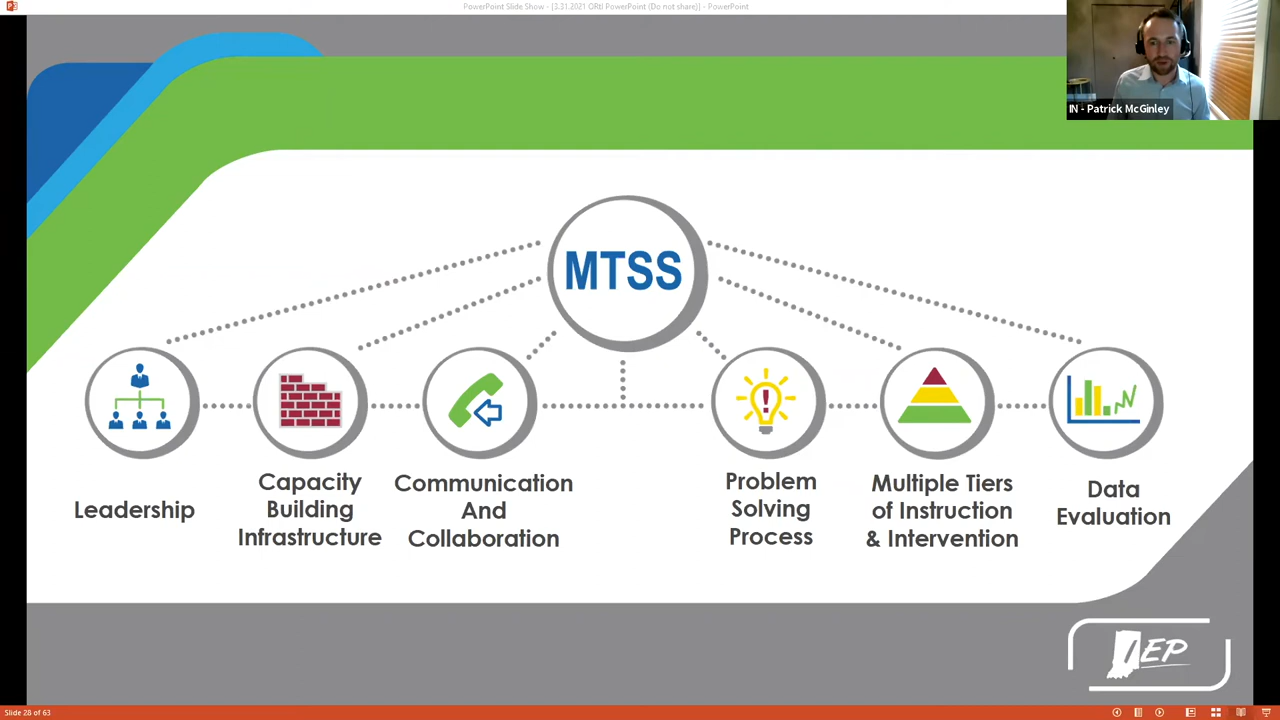 PowerPoint Slide Show - [3.31.2021 GRtI PowerPoint (Do not share)] - PowerPoint
IN - Patrick McGinley
MTSS
Leadership
Capacity
Building
Infrastructure
Communication
And
Collaboration
Problem
Solving
Process
Multiple Tiers
of Instruction
& Intervention
Data
Evaluation
IEP
Slide 28 of 63